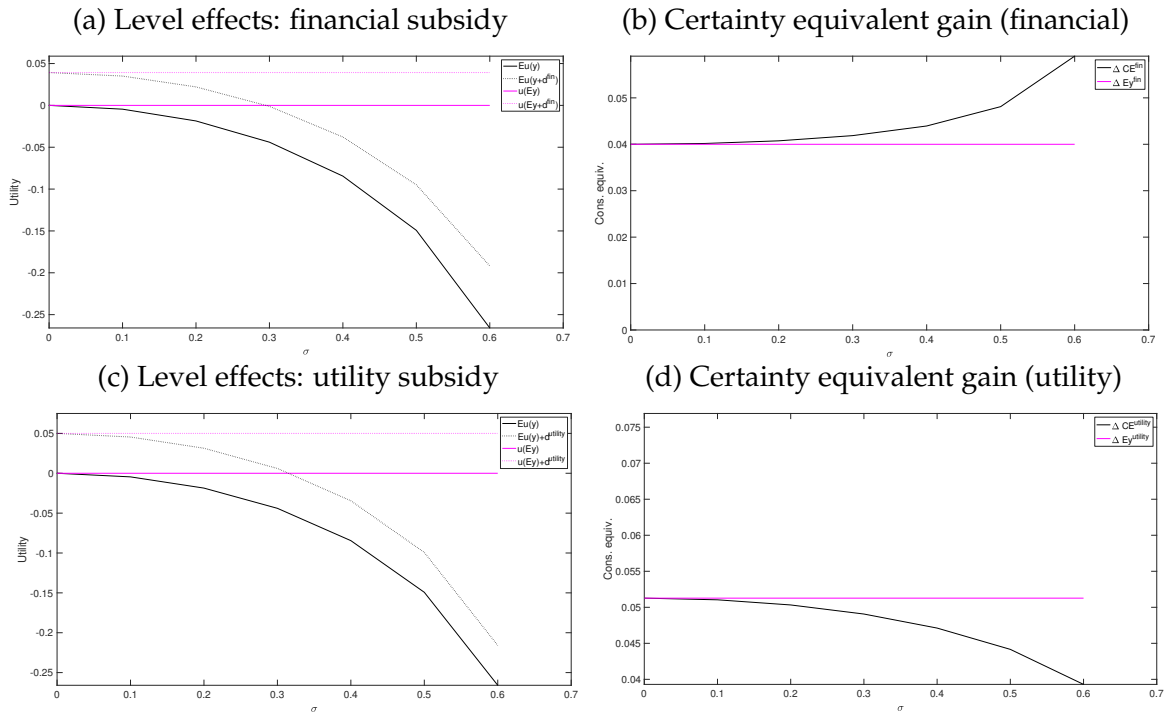 (a) Level effects: financial subsidy
0.05
0
-0.05
-0.1
-0.15
-0.2
-0.25
Utility
0 0.1 0.2 0.3 0.4 0.5 0.6 0.7
σ
Eu(y)
Eu(y+d^fin)
u(Ey)
u(Ey+d^fin)
(b) Certainty equivalent gain (financial)
0.05
0.04
0.03
0.02
0.01
0
Cons. equiv.
0 0.1 0.2 0.3 0.4 0.5 0.6 0.7
σ
Δ CE^fin
Δ Ey^fin
(c) Level effects: utility subsidy
0.05
0
-0.05
-0.1
-0.15
-0.2
-0.25
Utility
0 0.1 0.2 0.3 0.4 0.5 0.6 0.7
σ
Eu(y)
Eu(y)+d^utility
u(Ey)
u(Ey)+d^utility
(d) Certainty equivalent gain (utility)
0.075
0.07
0.065
0.06
0.055
0.05
0.045
0.04
Cons. equiv.
0 0.1 0.2 0.3 0.4 0.5 0.6 0.7
σ
Δ CE^utility
Δ Ey^utility